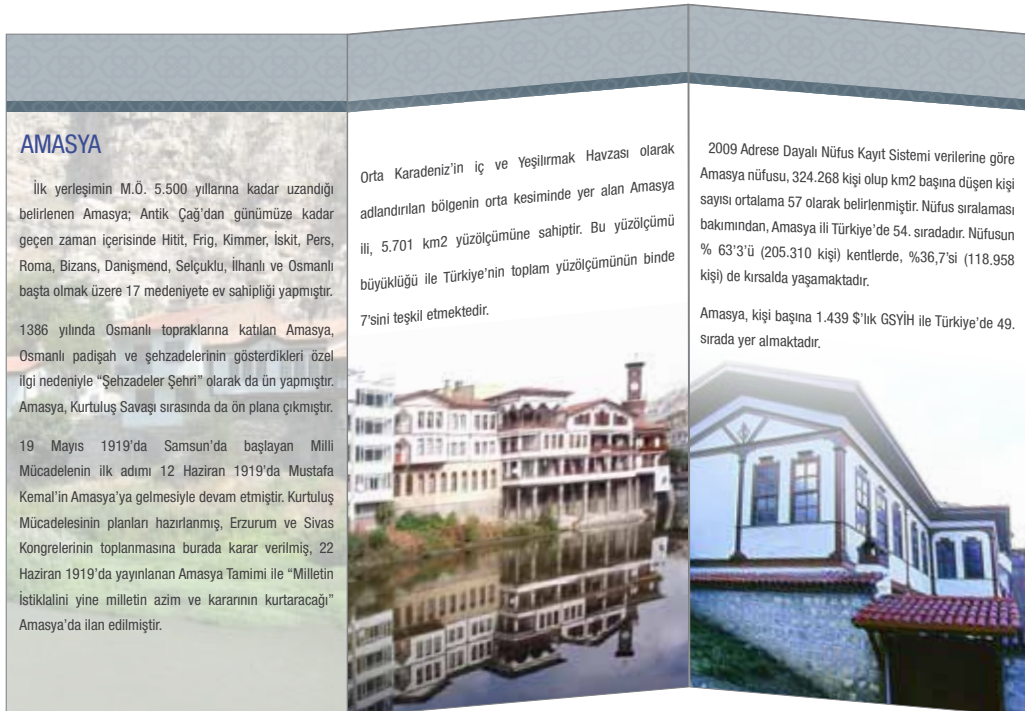 AMASYA
İlk yerleşimin M.Ö. 5.500 yıllarına kadar uzandığı
belirlenen Amasya; Antik Çağ'dan günümüze kadar
geçen zaman içerisinde Hitit, Frig, Kimmer, İskit, Pers,
Roma, Bizans, Danişmend, Selçuklu, İlhanlı ve Osmanlı
başta olmak üzere 17 medeniyete ev sahipliği yapmıştır.
1386 yılında Osmanlı topraklarına katılan Amasya,
Osmanlı padişah ve şehzadelerinin gösterdikleri özel
ilgi nedeniyle “Şehzadeler Şehri” olarak da ün yapmıştır.
Amasya, Kurtuluş Savaşı sırasında da ön plana çıkmıştır.
19 Mayıs 1919'da Samsun'da başlayan Milli
Mücadelenin ilk adımı 12 Haziran 1919'da Mustafa
Kemal'in Amasya'ya gelmesiyle devam etmiştir. Kurtuluş
Mücadelesinin planları hazırlanmış, Erzurum ve Sivas
Kongrelerinin toplanmasına burada karar verilmiş, 22
Haziran 1919'da yayınlanan Amasya Tamimi ile “Milletin
İstiklalini yine milletin azim ve kararının kurtaracağı”
Amasya'da ilan edilmiştir.
Orta Karadeniz'in iç ve Yeşilırmak Havzası olarak
adlandırılan bölgenin orta kesiminde yer alan Amasya
ili, 5.701 km2 yüzölçümüne sahiptir. Bu yüzölçümü
büyüklüğü ile Türkiye'nin toplam yüzölçümünün binde
7'sini teşkil etmektedir.
2009 Adrese Dayalı Nüfus Kayıt Sistemi verilerine göre
Amasya nüfusu, 324.268 kişi olup km2 başına düşen kişi
sayısı ortalama 57 olarak belirlenmiştir. Nüfus sıralaması
bakımından, Amasya ili Türkiye'de 54. sıradadır. Nüfusun
% 63'3'ü (205.310 kişi) kentlerde, %36,7'si (118.958
kişi) de kırsalda yaşamaktadır.
Amasya, kişi başına 1.439 $'lık GSYİH ile Türkiye'de 49.
sırada yer almaktadır.